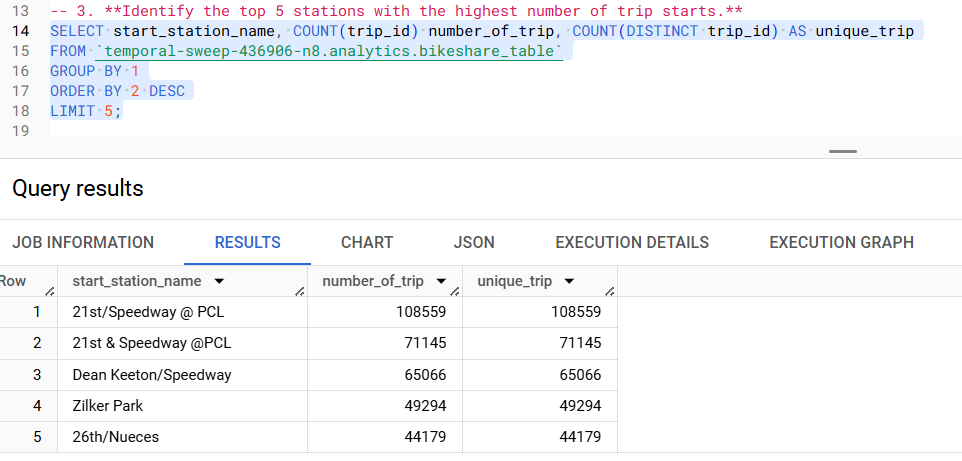 13 -- 3. **Identify the top 5 stations with the highest number of trip starts.**
14 SELECT start_station_name, COUNT(trip_id) number_of_trip, COUNT(DISTINCT trip_id) AS unique_trip
15 FROM `temporal-sweep-436906-n8.analytics.bikeshare_table`
16 GROUP BY 1
17 ORDER BY 2 DESC
18 LIMIT 5;
19
Query results
JOB INFORMATION RESULTS CHART JSON EXECUTION DETAILS EXECUTION GRAPH
Row start_station_name number_of_trip unique_trip
1 21st/Speedway @ PCL 108559 108559
2 21st & Speedway @PCL 71145 71145
3 Dean Keeton/Speedway 65066 65066
4 Zilker Park 49294 49294
5 26th/Nueces 44179 44179